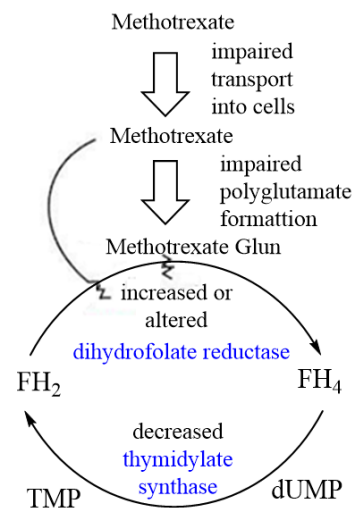 Methotrexate
impaired
transport
into cells
Methotrexate
impaired
polyglutamate
formattion
Methotrexate Glun
increased or
altered
dihydrofolate reductase
FH₂
FH₄
decreased
thymidylate
synthase
TMP
dUMP